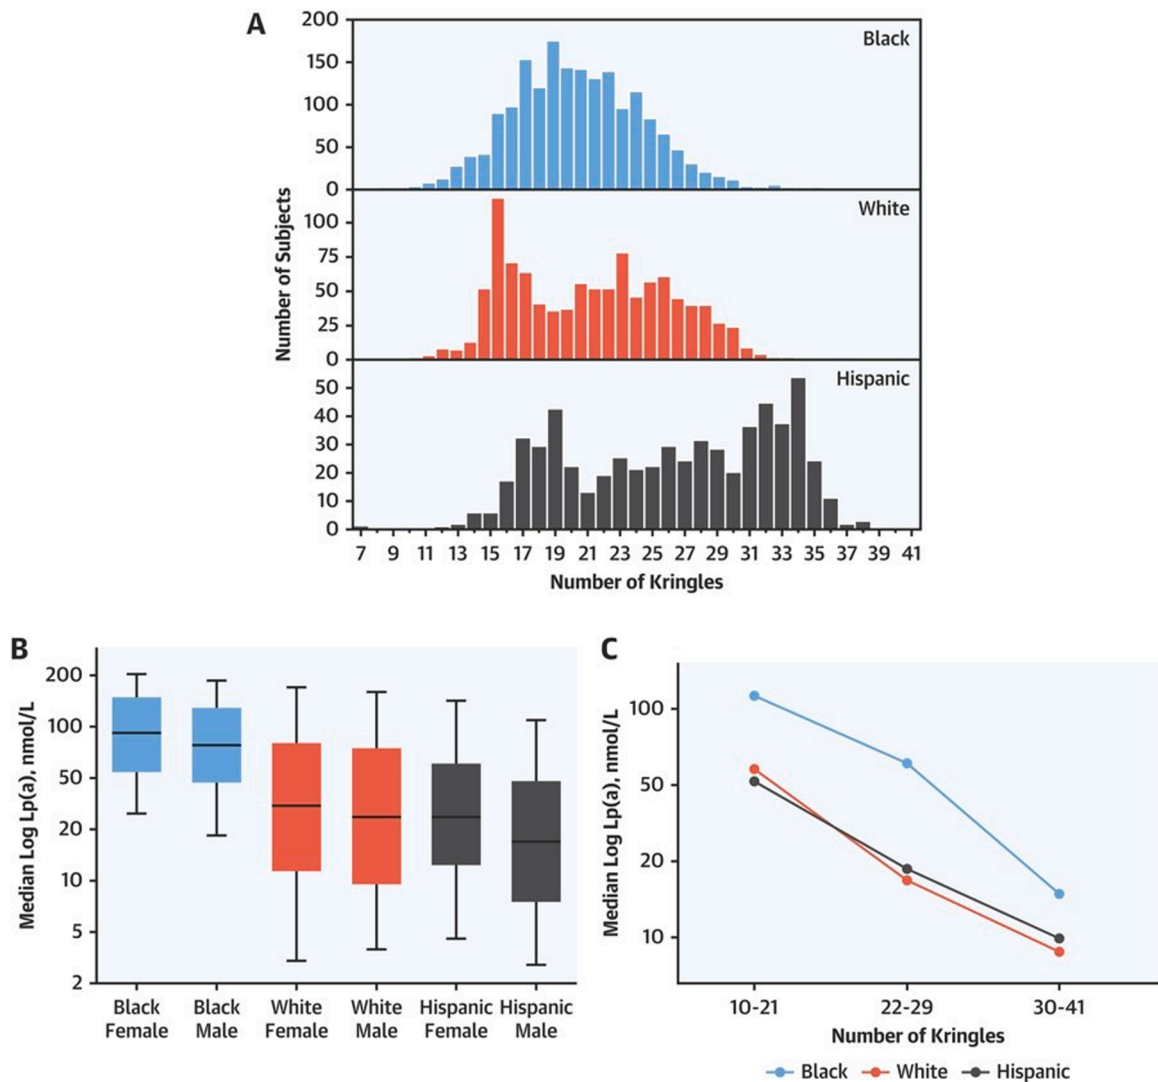 A
Number of Subjects
200
150
100
50
0
Black
100
75
50
25
0
White
50
40
30
20
10
0
Hispanic
7 9 11 13 15 17 19 21 23 25 27 29 31 33 35 37 39 41
Number of Kringles
B
Median Log Lp(a), nmol/L
200
100
50
20
10
5
2
Black Female
Black Male
White Female
White Male
Hispanic Female
Hispanic Male
C
Median Log Lp(a), nmol/L
100
50
20
10
10-21 22-29 30-41
Number of Kringles
Black White Hispanic